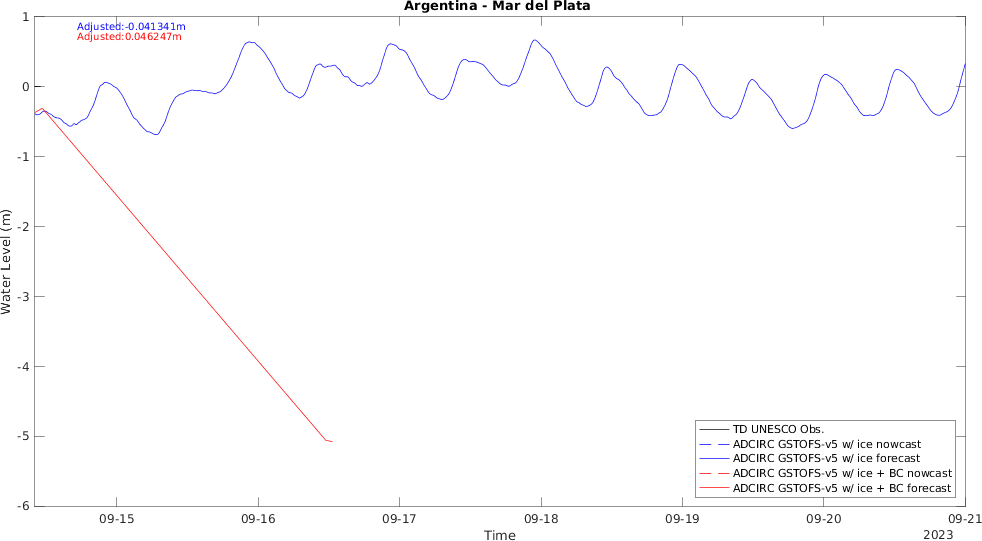 Argentina - Mar del Plata
Adjusted:-0.041341m
Adjusted:0.046247m
1
0
-1
-2
-3
-4
-5
-6
Water Level (m)
TD UNESCO Obs.
ADCIRC GSTOFS-v5 w/ ice nowcast
ADCIRC GSTOFS-v5 w/ ice forecast
ADCIRC GSTOFS-v5 w/ ice + BC nowcast
ADCIRC GSTOFS-v5 w/ ice + BC forecast
09-15 09-16 09-17 09-18 09-19 09-20 09-21
Time
2023